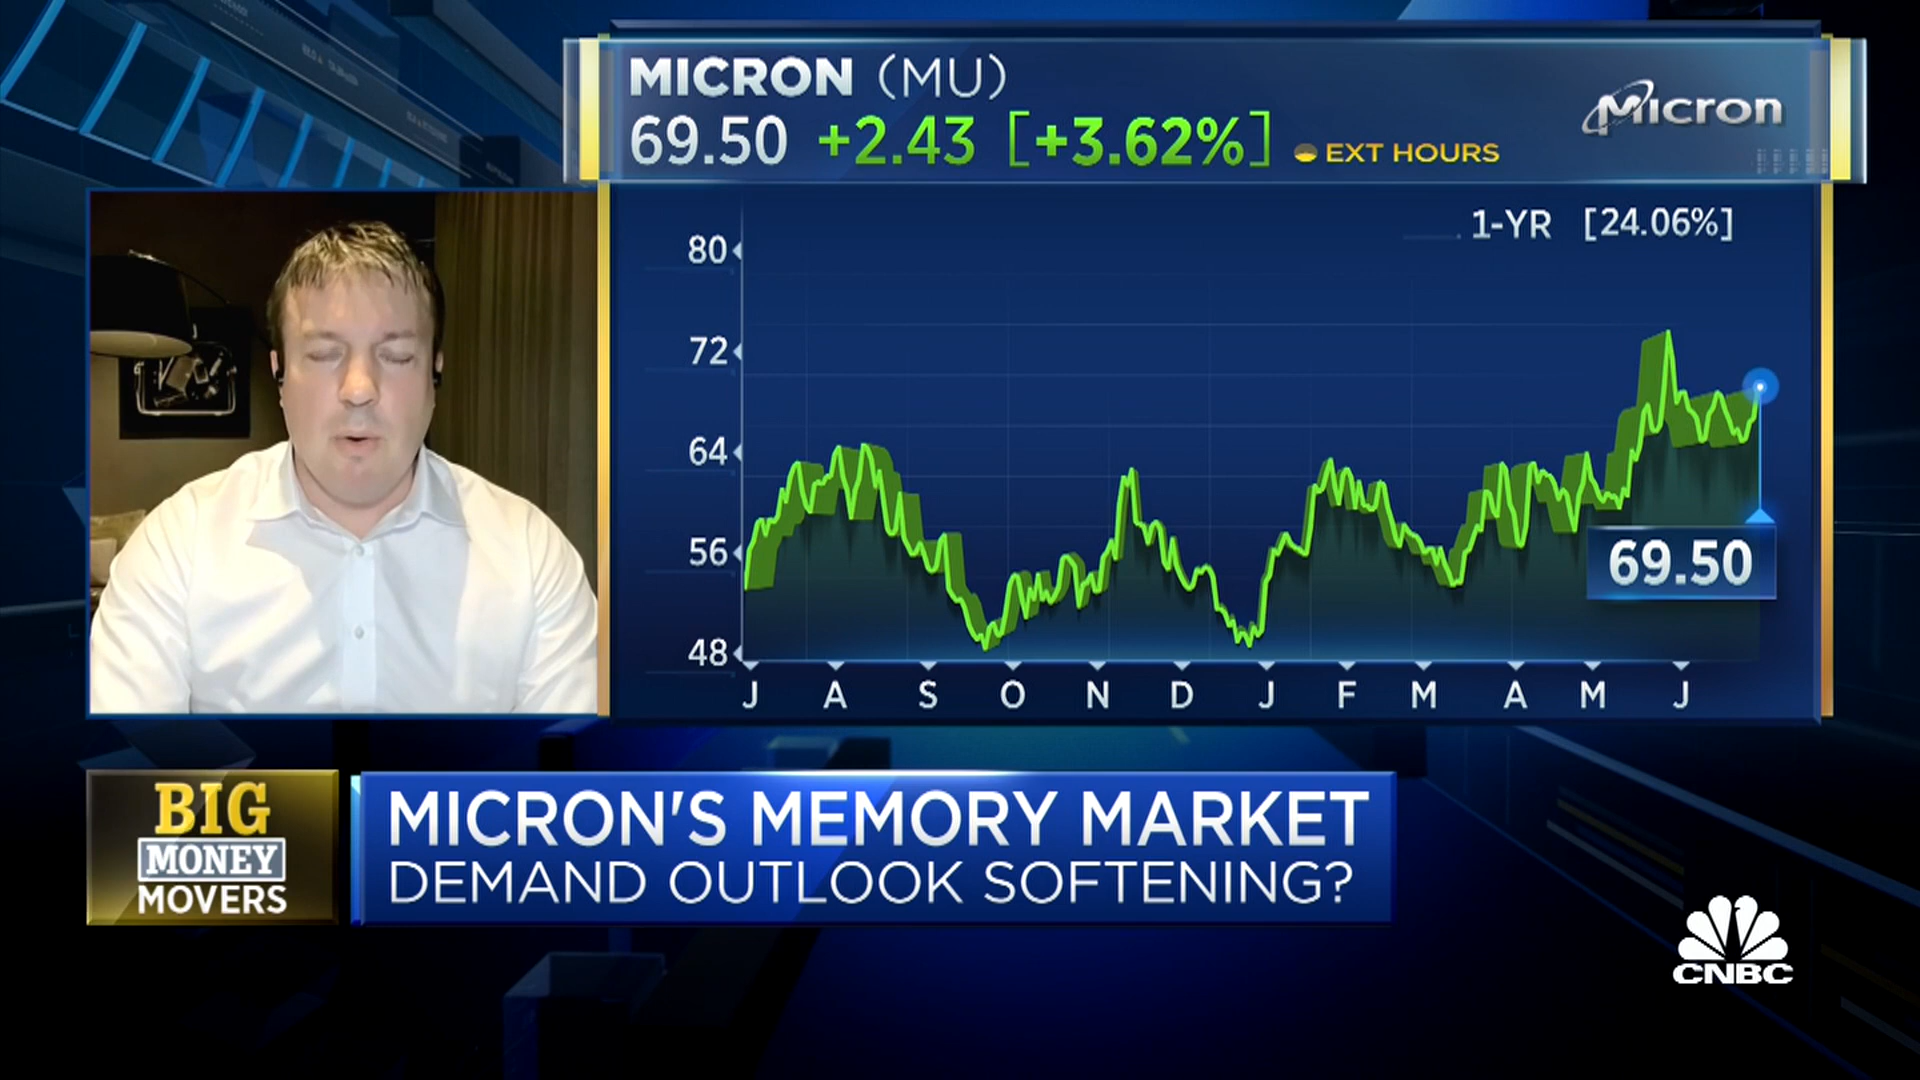 MICRON (MU)
69.50 +2.43 [+3.62%] EXT HOURS
Micron
1-YR [24.06%]
80
72
64
56
48
69.50
J A S O N D J F M A M J
BIG
MONEY
MOVERS
MICRON'S MEMORY MARKET
DEMAND OUTLOOK SOFTENING?
CNBC